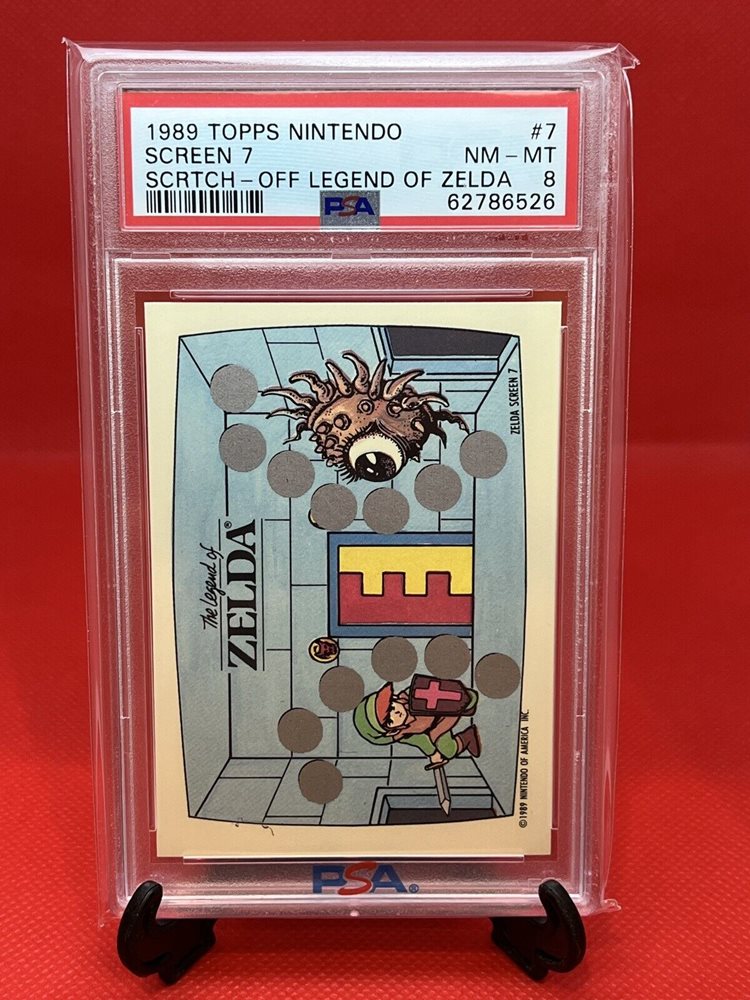 1989 TOPPS NINTENDO #7
SCREEN 7 NM - MT
SCRTCH - OFF LEGEND OF ZELDA 8
PSA 62786526
ZELDA SCREEN 7
The Legend of
ZELDA®
©1989 NINTENDO OF AMERICA INC.
PSA®